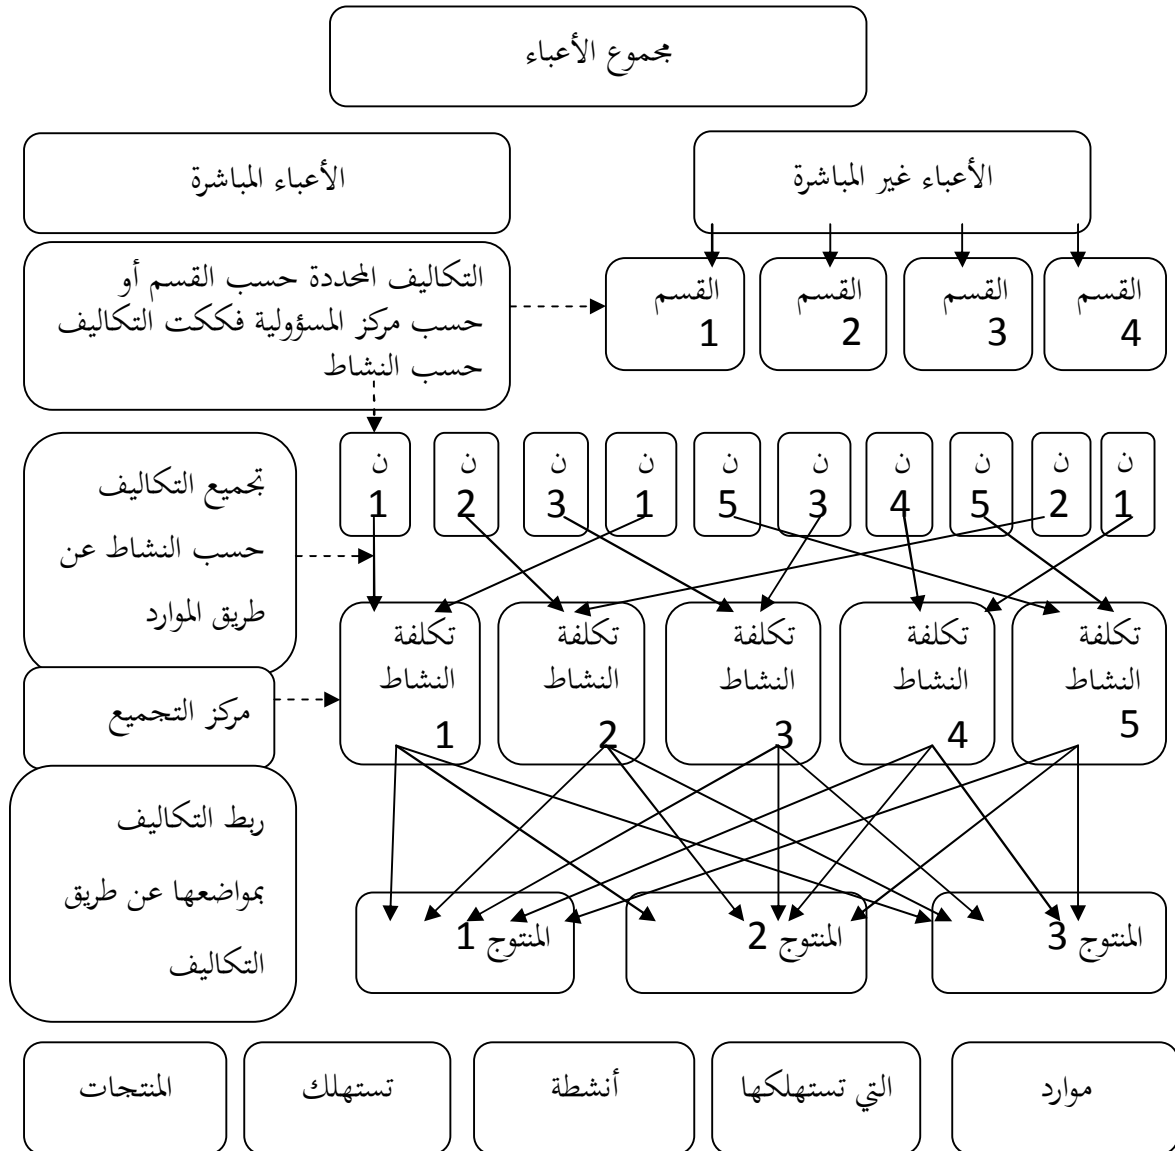 مجموع الأعباء
الأعباء غير المباشرة
الأعباء المباشرة
التكاليف المحددة حسب القسم أو
حسب مركز المسؤولية فككت التكاليف
حسب النشاط
القسم
4
القسم
3
القسم
2
القسم
1
ن
1
ن
2
ن
5
ن
4
ن
3
ن
5
ن
1
ن
3
ن
2
ن
1
تجميع التكاليف
حسب النشاط عن
طريق الموارد
تكلفة
النشاط
5
تكلفة
النشاط
4
تكلفة
النشاط
3
تكلفة
النشاط
2
تكلفة
النشاط
1
مركز التجميع
ربط التكاليف
بمواضعها عن طريق
التكاليف
المنتوج 3
المنتوج 2
المنتوج 1
موارد
التي تستهلكها
أنشطة
تستهلك
المنتجات